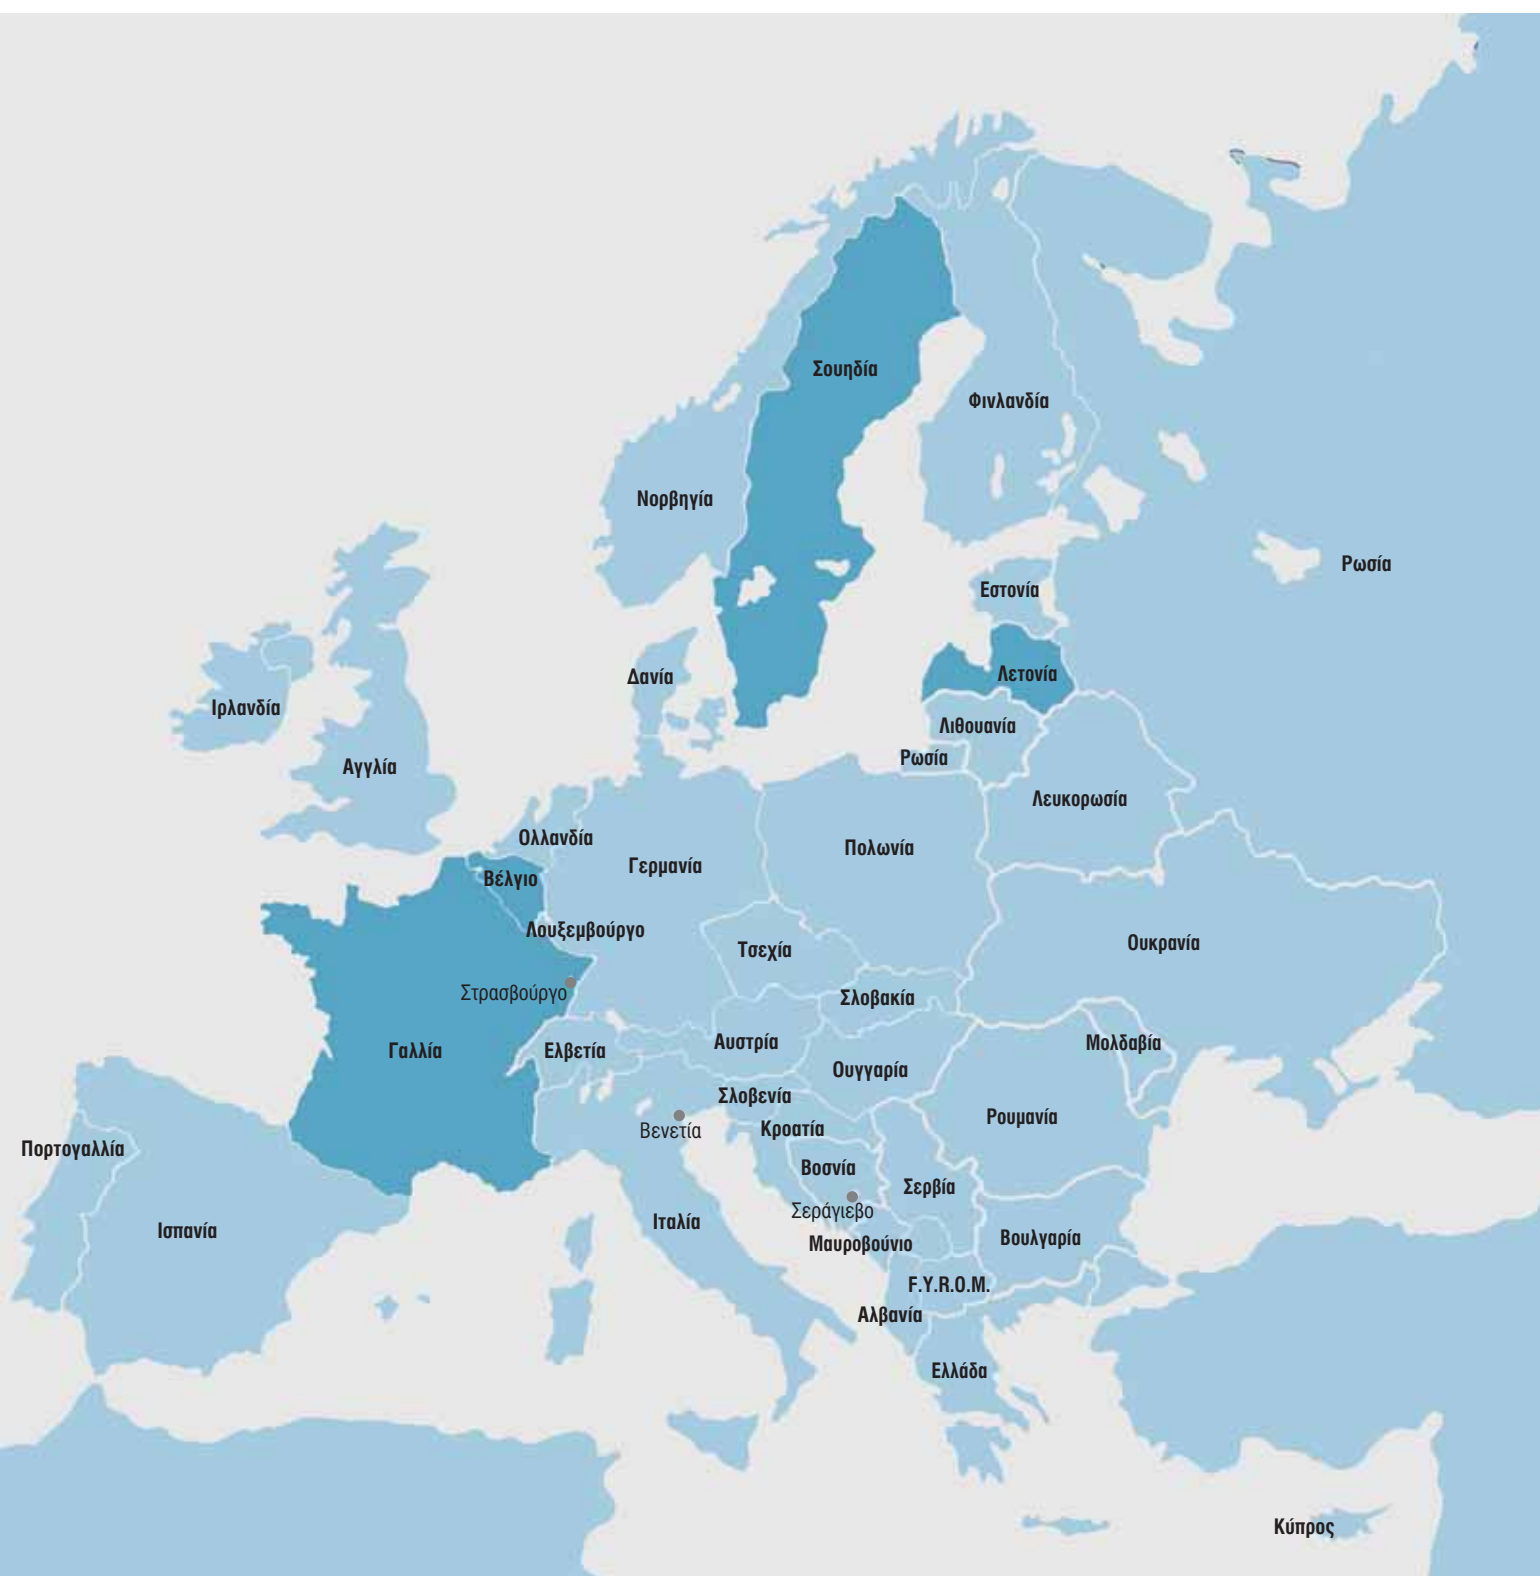 Σουηδία
Φινλανδία
Νορβηγία
Ρωσία
Εστονία
Λετονία
Δανία
Ιρλανδία
Λιθουανία
Ρωσία
Αγγλία
Λευκορωσία
Ολλανδία
Πολωνία
Γερμανία
Βέλγιο
Λουξεμβούργο
Τσεχία
Ουκρανία
Στρασβούργο
Σλοβακία
Γαλλία
Ελβετία
Αυστρία
Μολδαβία
Ουγγαρία
Σλοβενία
Ρουμανία
Βενετία
Κροατία
Πορτογαλλία
Βοσνία
Σερβία
Σεράγιεβο
Ισπανία
Ιταλία
Μαυροβούνιο
Βουλγαρία
F.Y.R.O.M.
Αλβανία
Ελλάδα
Κύπρος